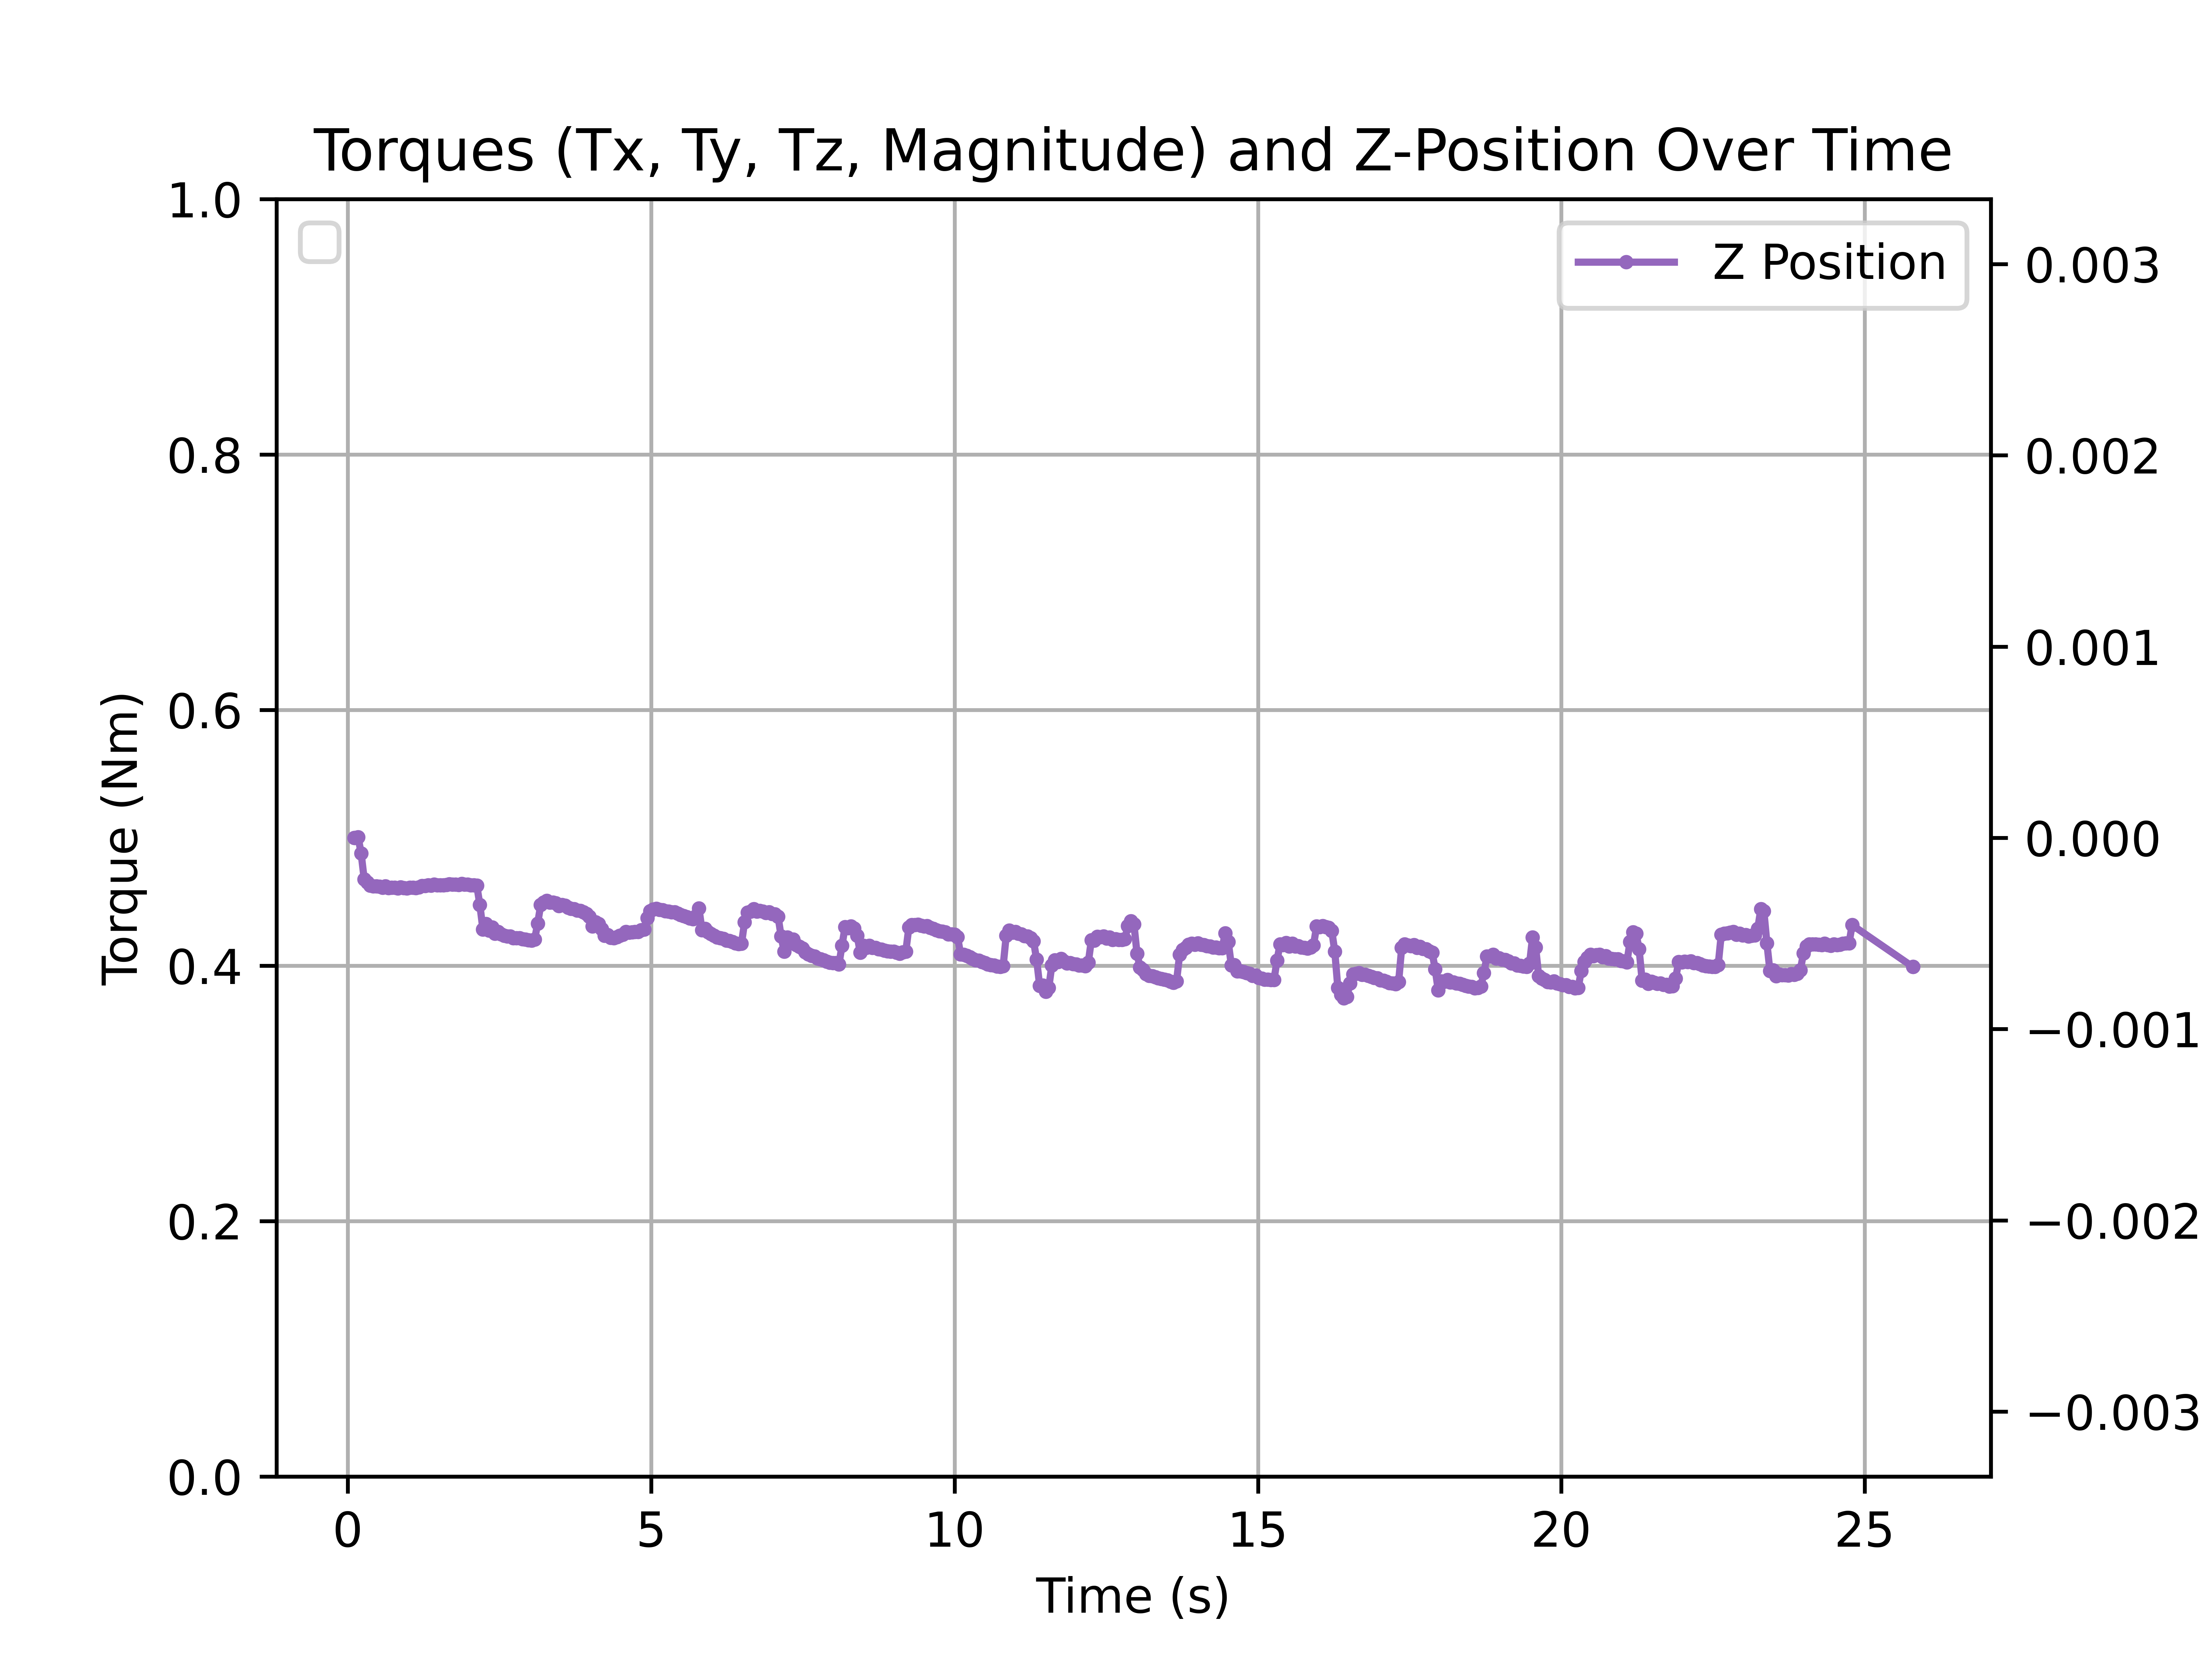 Torques (Tx, Ty, Tz, Magnitude) and Z-Position Over Time
Z Position
1.0
0.8
0.6
0.4
0.2
0.0
Torque (Nm)
0.003
0.002
0.001
0.000
−0.001
−0.002
−0.003
0 5 10 15 20 25
Time (s)